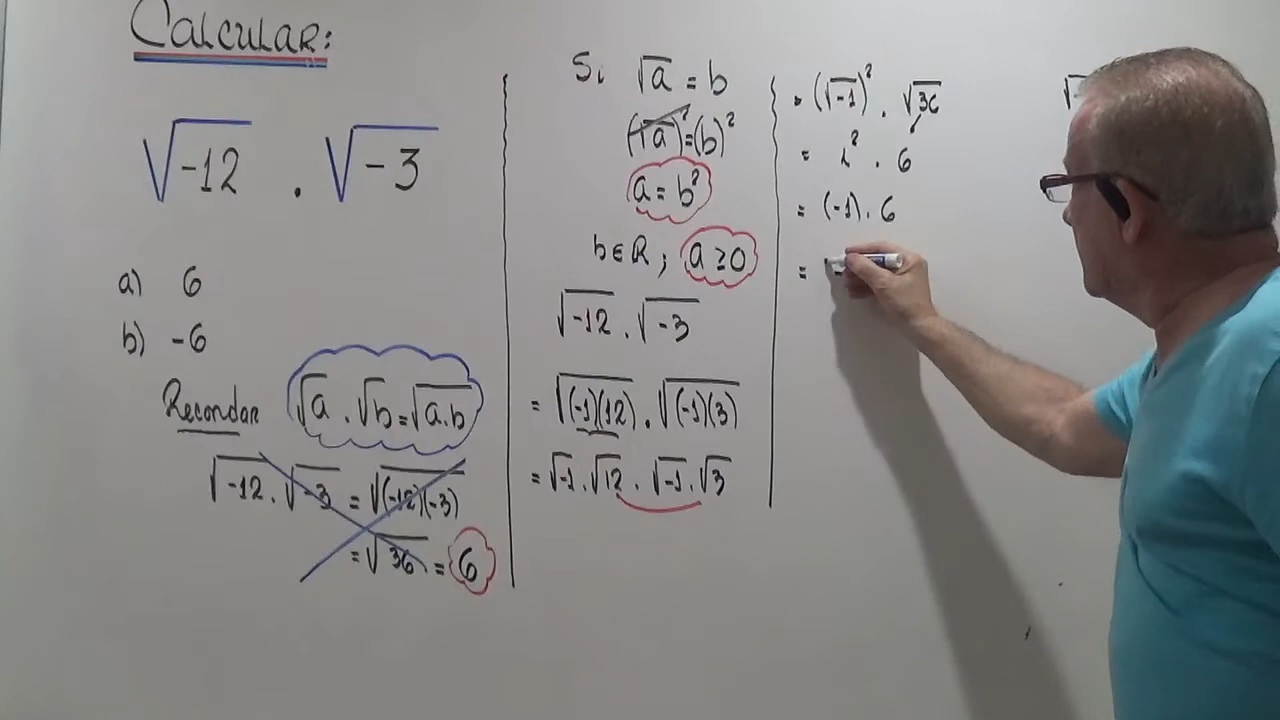 Calcular:
√-12 . √-3
a) 6
b) -6
Recordar √a . √b = √a.b
√-12 . √-3 = √(-12)(-3)
= √36 = 6
Si √a = b
(√a)² = (b)²
a = b²
b ∈ R ; a ≥ 0
√-12 . √-3
= √(-1)(12) . √(-1)(3)
= √-1 . √12 . √-1 . √3
= (√-1)² . √36
= i² . 6
= (-1) . 6
=